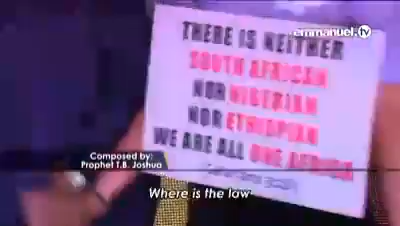 emmanuel.tv
THERE IS NEITHER
SOUTH AFRICAN
NOR NIGERIAN
NOR ETHIOPIAN
WE ARE ALL ONE AFRICA
Composed by:
Prophet T.B. Joshua
Where is the law